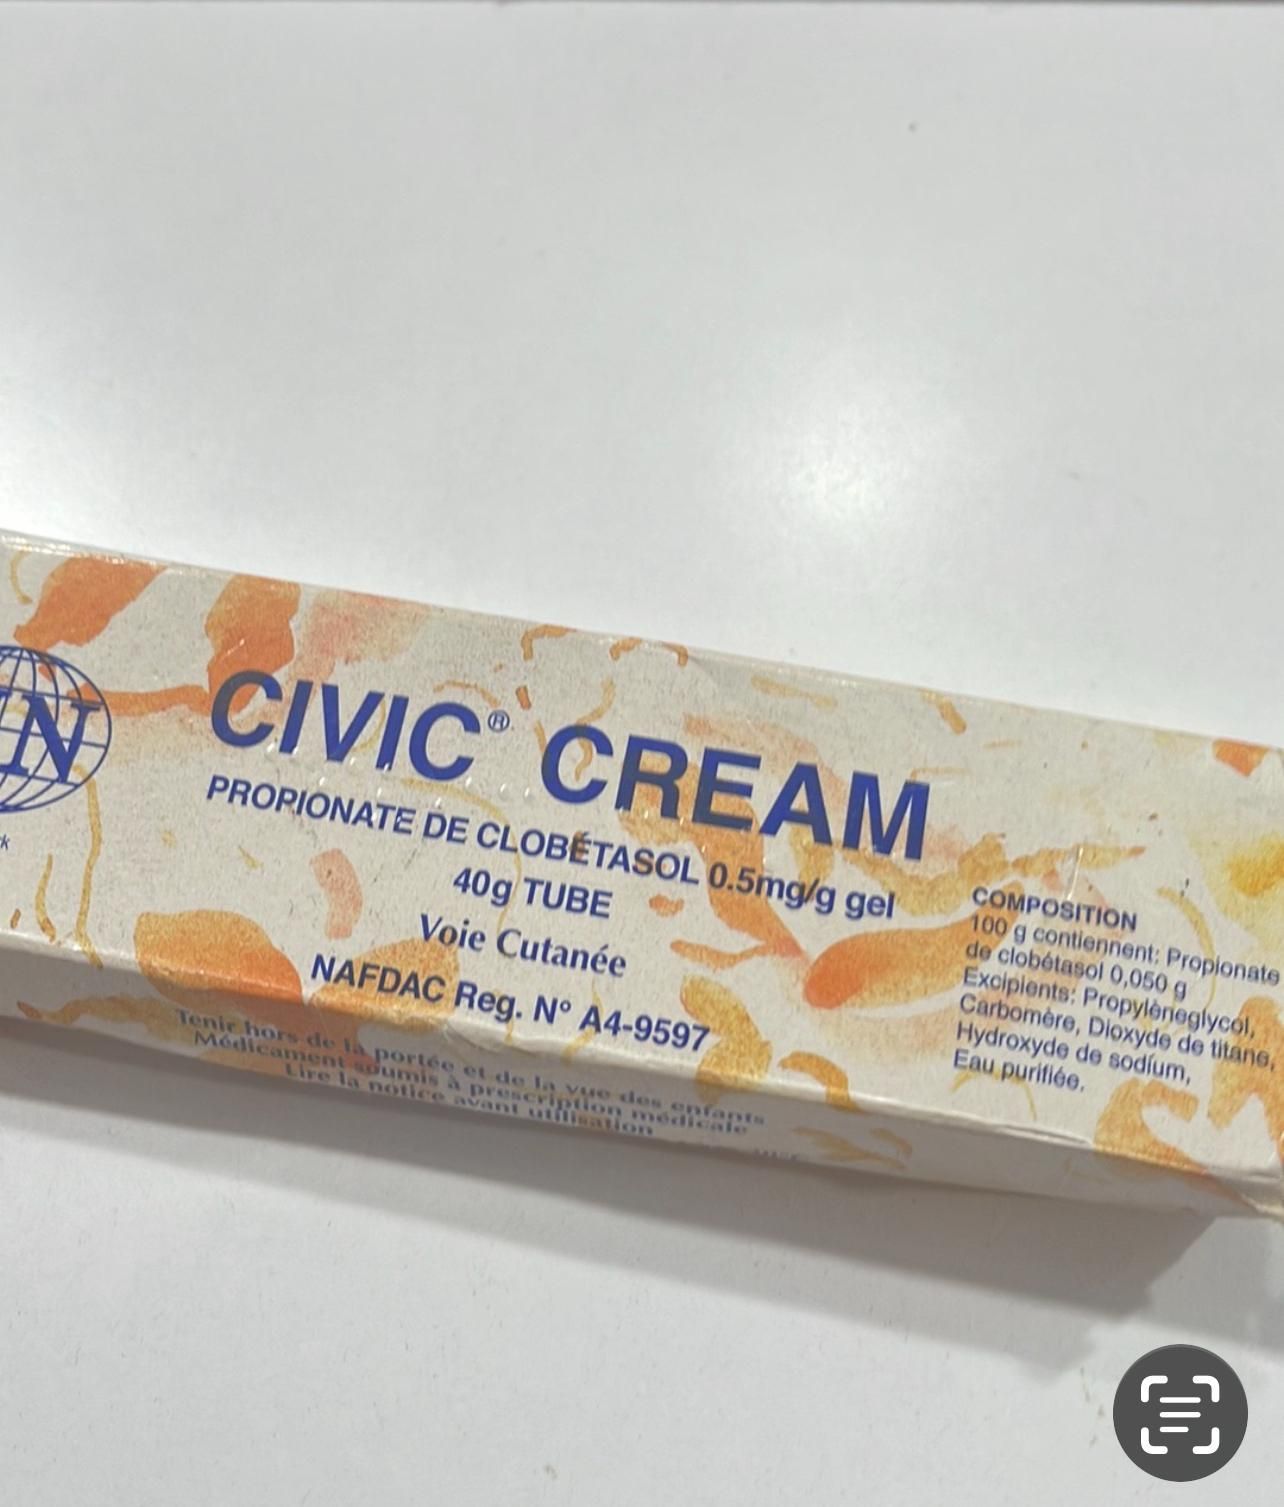 N
CIVIC® CREAM
PROPIONATE DE CLOBÉTASOL 0.5mg/g gel
40g TUBE
Voie Cutanée
NAFDAC Reg. N° A4-9597
COMPOSITION
100 g contiennent: Propionate
de clobétasol 0,050 g
Excipients: Propylèneglycol,
Carbomère, Dioxyde de titane,
Hydroxyde de sodium,
Eau purifiée.
Tenir hors de la portée et de la vue des enfants
Médicament soumis à prescription médicale
Lire la notice avant utilisation